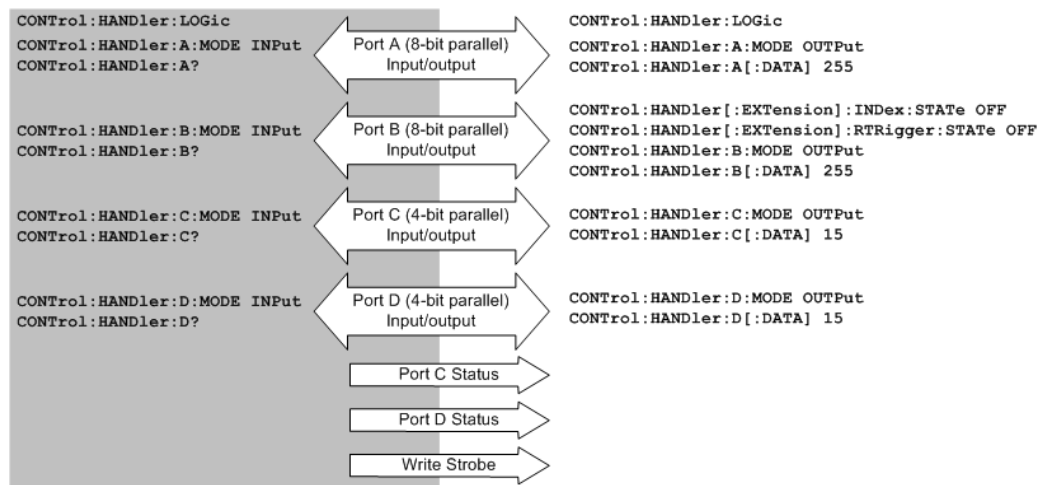 CONTrol:HANDler:LOGic
CONTrol:HANDler:A:MODE INPut
CONTrol:HANDler:A?
Port A (8-bit parallel)
Input/output
CONTrol:HANDler:LOGic
CONTrol:HANDler:A:MODE OUTPut
CONTrol:HANDler:A[:DATA] 255
CONTrol:HANDler:B:MODE INPut
CONTrol:HANDler:B?
Port B (8-bit parallel)
Input/output
CONTrol:HANDler[:EXTension]:INDex:STATe OFF
CONTrol:HANDler[:EXTension]:RTRigger:STATe OFF
CONTrol:HANDler:B:MODE OUTPut
CONTrol:HANDler:B[:DATA] 255
CONTrol:HANDler:C:MODE INPut
CONTrol:HANDler:C?
Port C (4-bit parallel)
Input/output
CONTrol:HANDler:C:MODE OUTPut
CONTrol:HANDler:C[:DATA] 15
CONTrol:HANDler:D:MODE INPut
CONTrol:HANDler:D?
Port D (4-bit parallel)
Input/output
CONTrol:HANDler:D:MODE OUTPut
CONTrol:HANDler:D[:DATA] 15
Port C Status
Port D Status
Write Strobe